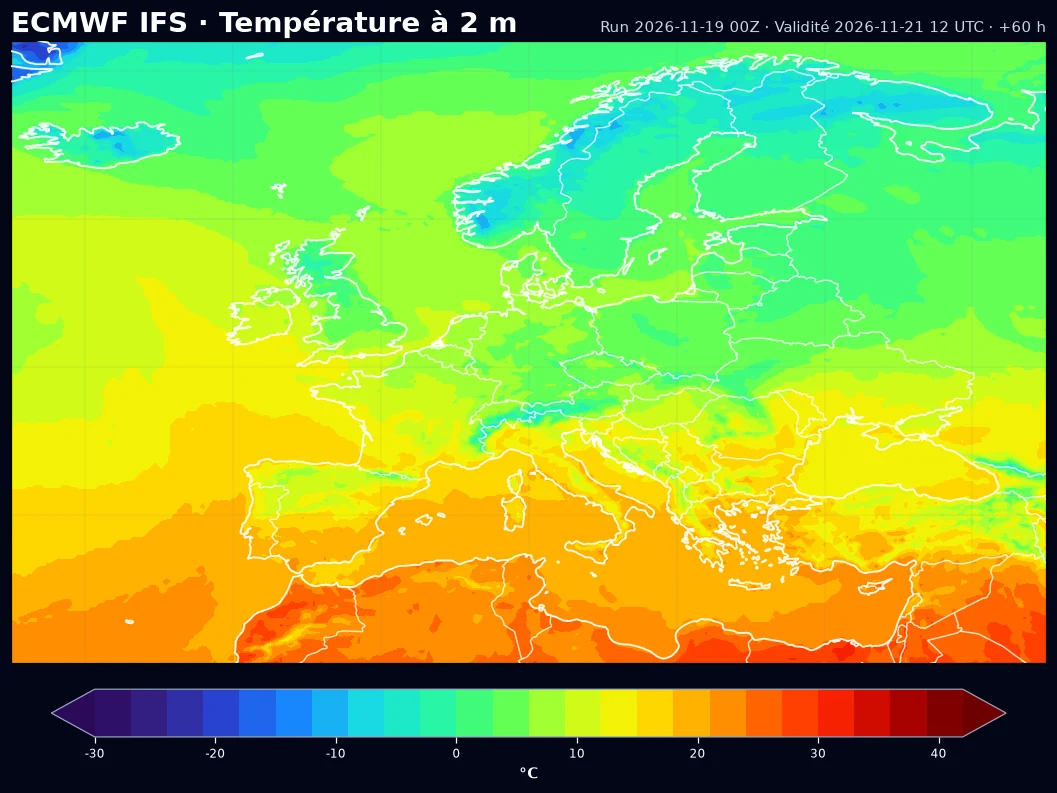 ECMWF IFS · Température à 2 m
Run 2026-11-19 00Z · Validité 2026-11-21 12 UTC · +60 h
-30 -20 -10 0 10 20 30 40
°C